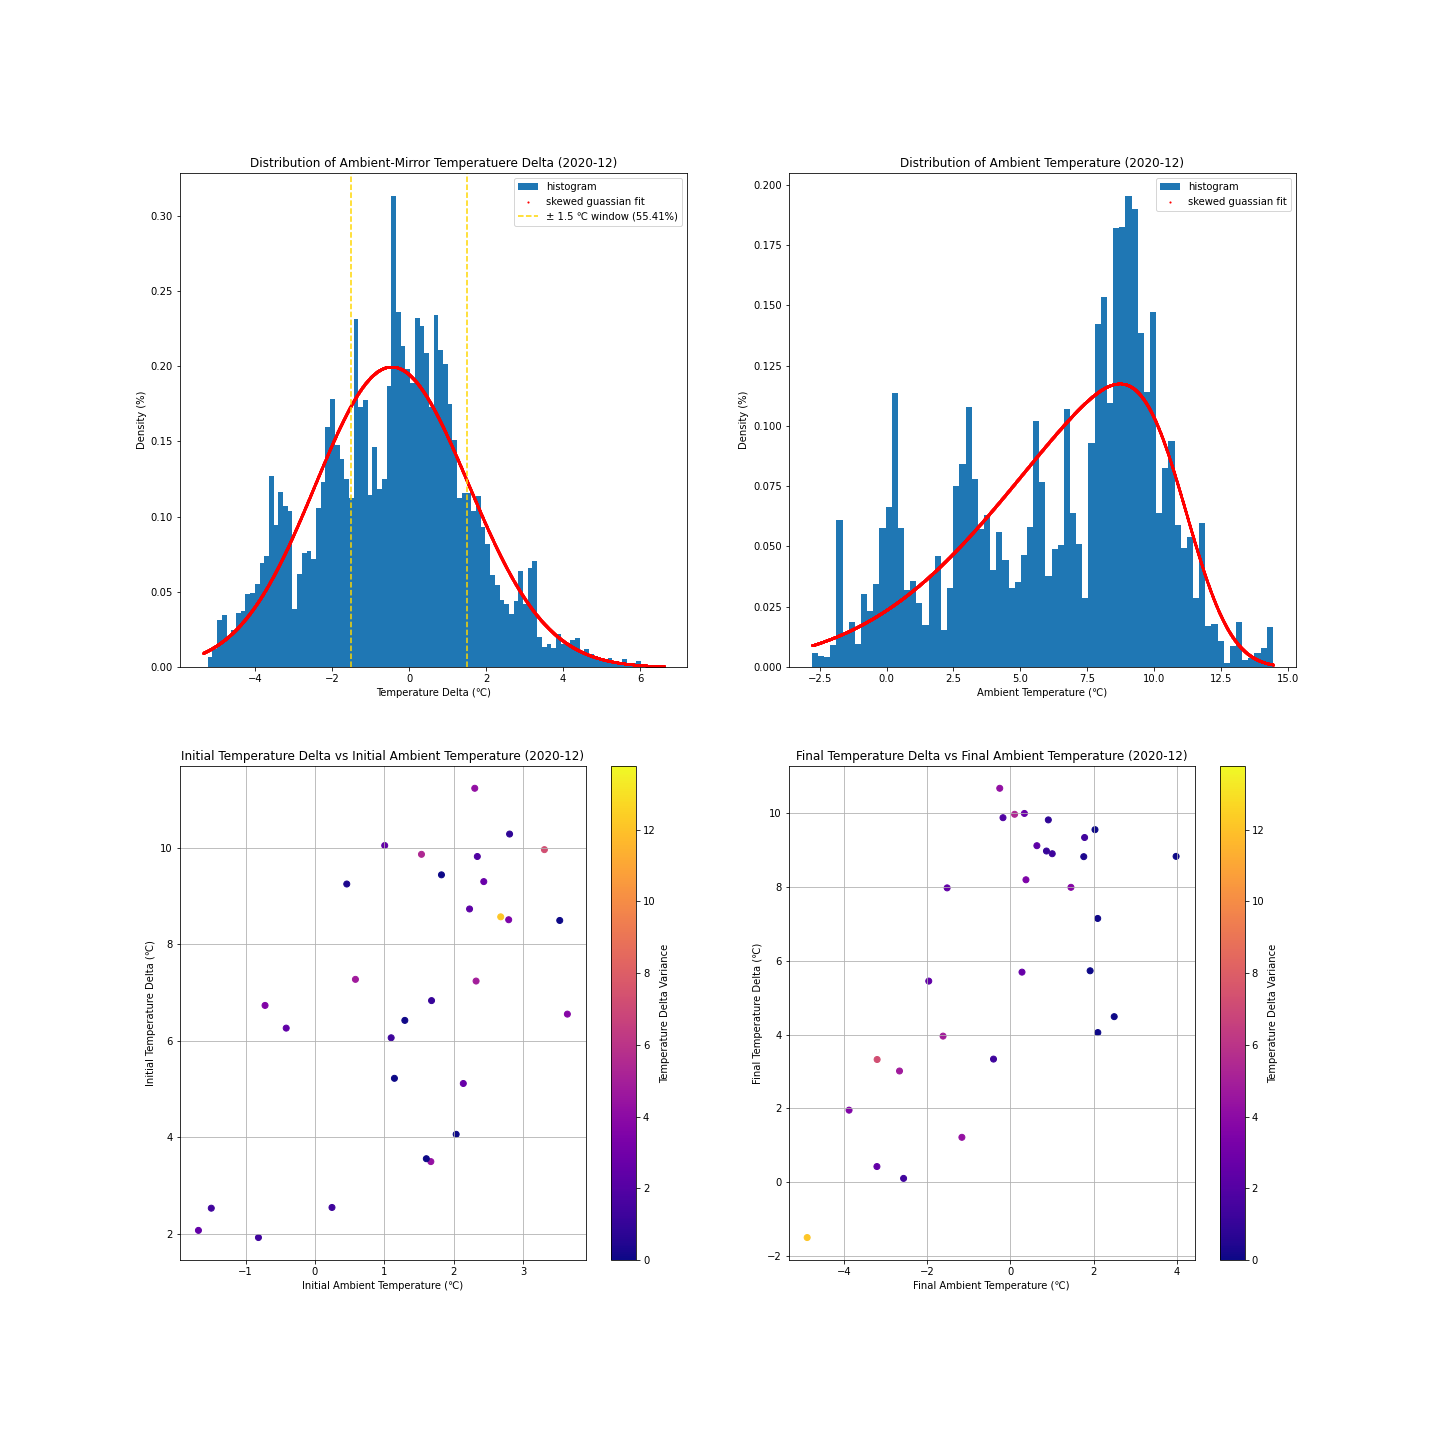 Distribution of Ambient-Mirror Temperatuere Delta (2020-12)
histogram
skewed guassian fit
± 1.5 ℃ window (55.41%)
Density (%)
0.30
0.25
0.20
0.15
0.10
0.05
0.00
−4 −2 0 2 4 6
Temperature Delta (℃)
Distribution of Ambient Temperature (2020-12)
histogram
skewed guassian fit
Density (%)
0.200
0.175
0.150
0.125
0.100
0.075
0.050
0.025
0.000
−2.5 0.0 2.5 5.0 7.5 10.0 12.5 15.0
Ambient Temperature (℃)
Initial Temperature Delta vs Initial Ambient Temperature (2020-12)
Initial Temperature Delta (℃)
10
8
6
4
2
−1 0 1 2 3
Initial Ambient Temperature (℃)
12
10
8
6
4
2
0
Temperature Delta Variance
Final Temperature Delta vs Final Ambient Temperature (2020-12)
Final Temperature Delta (℃)
10
8
6
4
2
0
−2
−4 −2 0 2 4
Final Ambient Temperature (℃)
12
10
8
6
4
2
0
Temperature Delta Variance